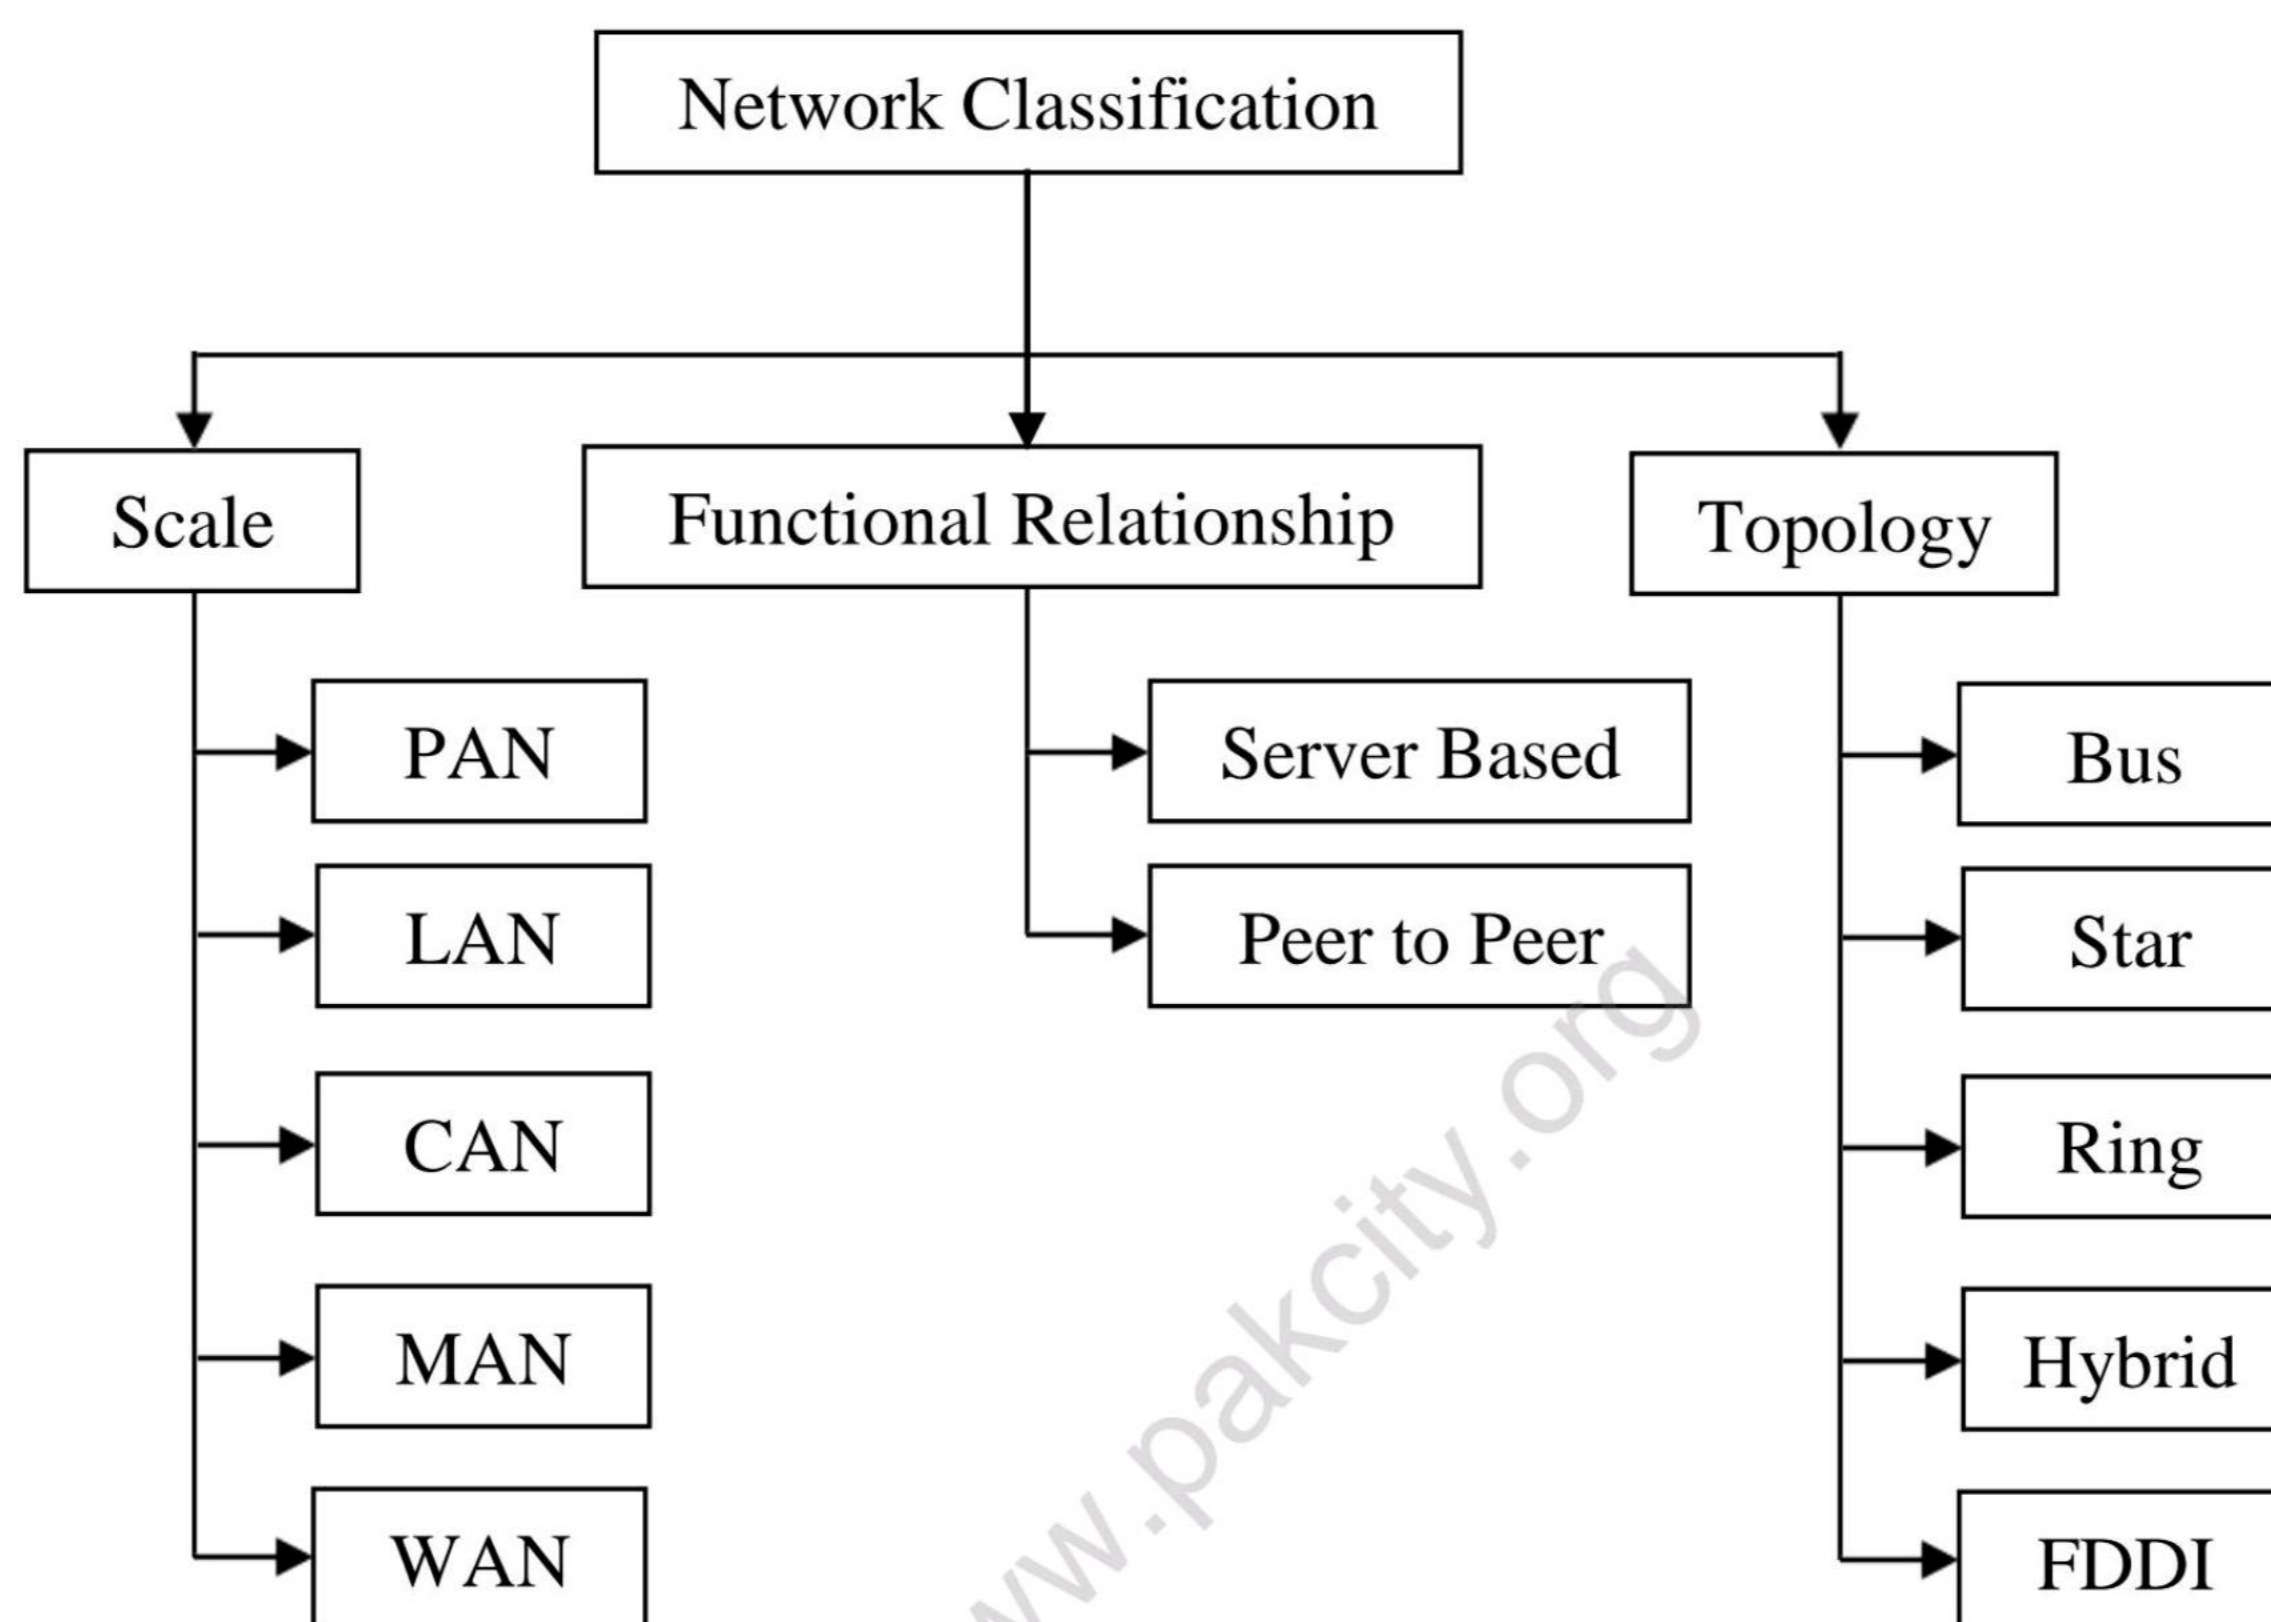 Network Classification
Scale
Functional Relationship
Topology
PAN
LAN
CAN
MAN
WAN
Server Based
Peer to Peer
Bus
Star
Ring
Hybrid
FDDI
w.pakcity.org